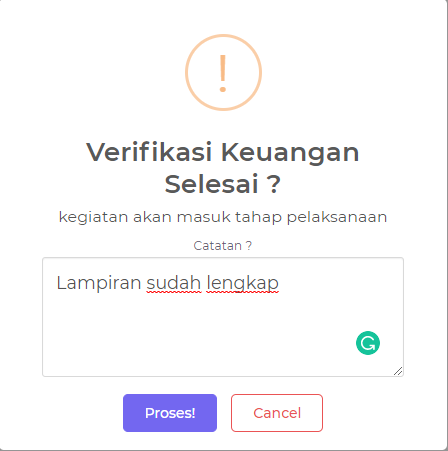 !
Verifikasi Keuangan
Selesai ?
kegiatan akan masuk tahap pelaksanaan
Catatan ?
Lampiran sudah lengkap
Proses!
Cancel